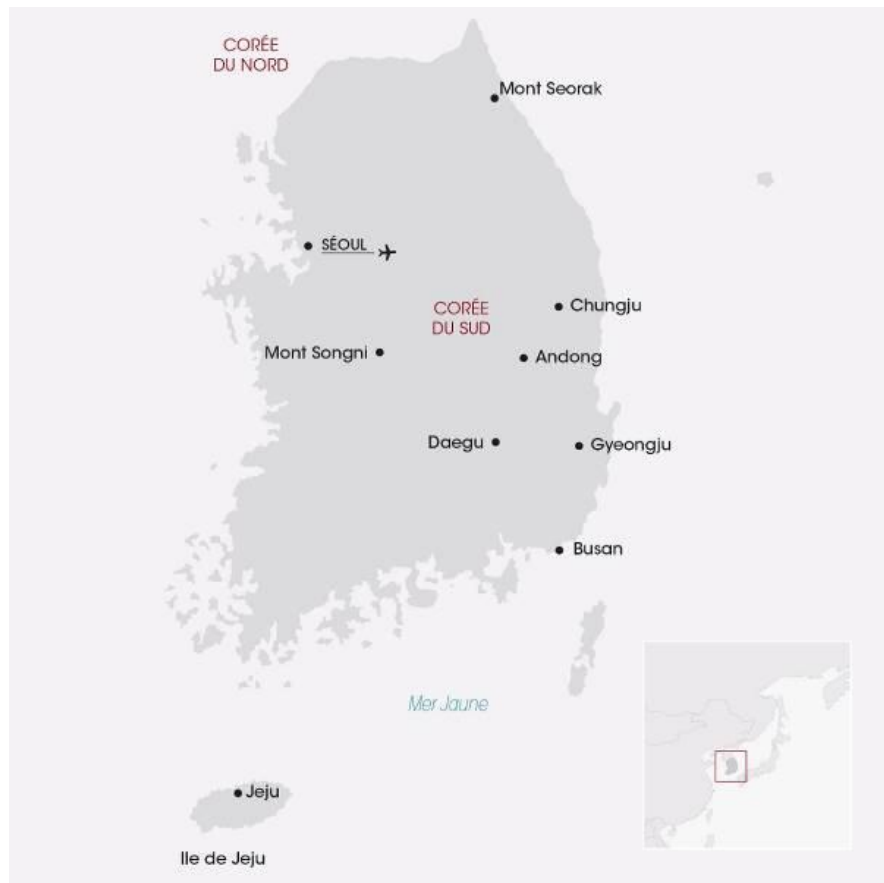 CORÉE
DU NORD
Mont Seorak
SÉOUL
CORÉE
DU SUD
Chungju
Mont Songni
Andong
Daegu
Gyeongju
Busan
Mer Jaune
Jeju
Ile de Jeju